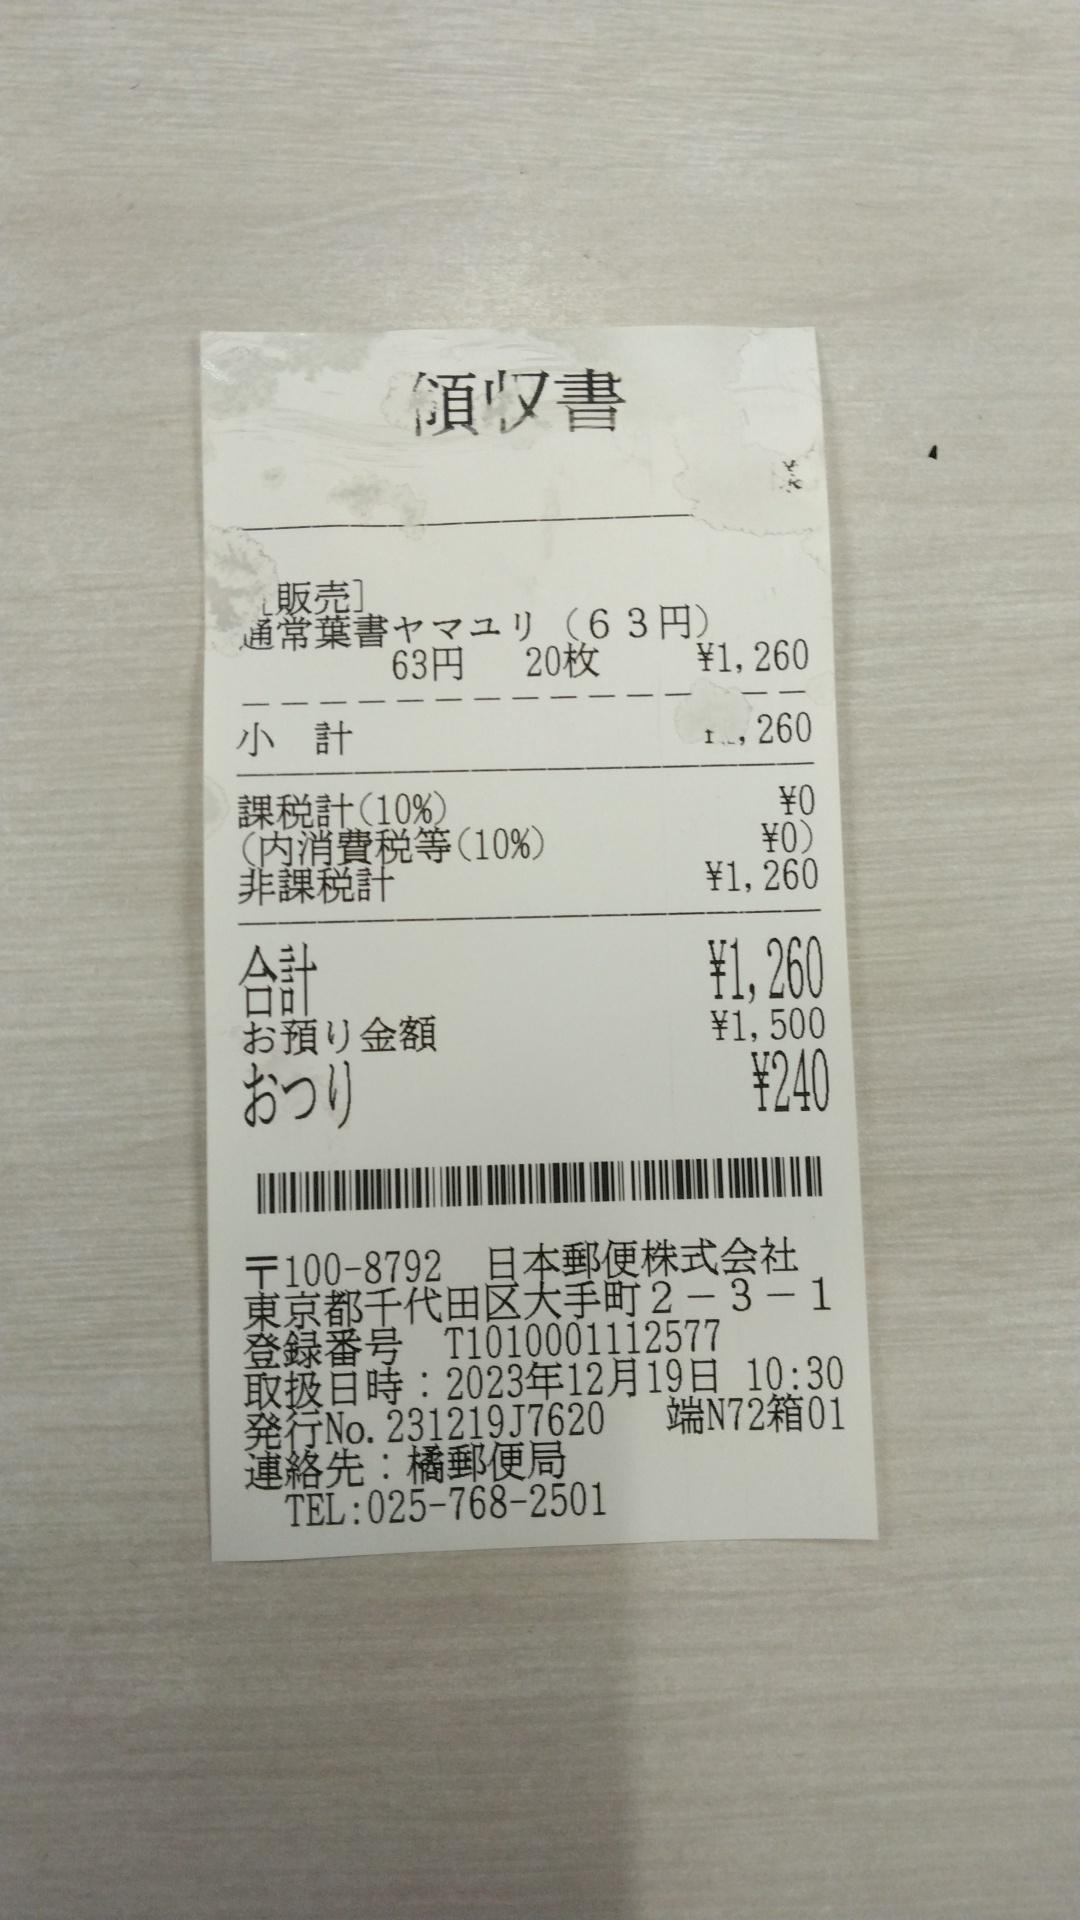 領収書
様
[販売]
通常葉書ヤマユリ（６３円）
63円 20枚 ¥1,260
小 計 ,260
課税計(10%) ¥0
(内消費税等(10%) ¥0)
非課税計 ¥1,260
合計 ¥1,260
お預り金額 ¥1,500
おつり ¥240
〒100-8792 日本郵便株式会社
東京都千代田区大手町２－３－１
登録番号 T1010001112577
取扱日時：2023年12月19日 10:30
発行No.231219J7620 端N72箱01
連絡先：橘郵便局
TEL:025-768-2501